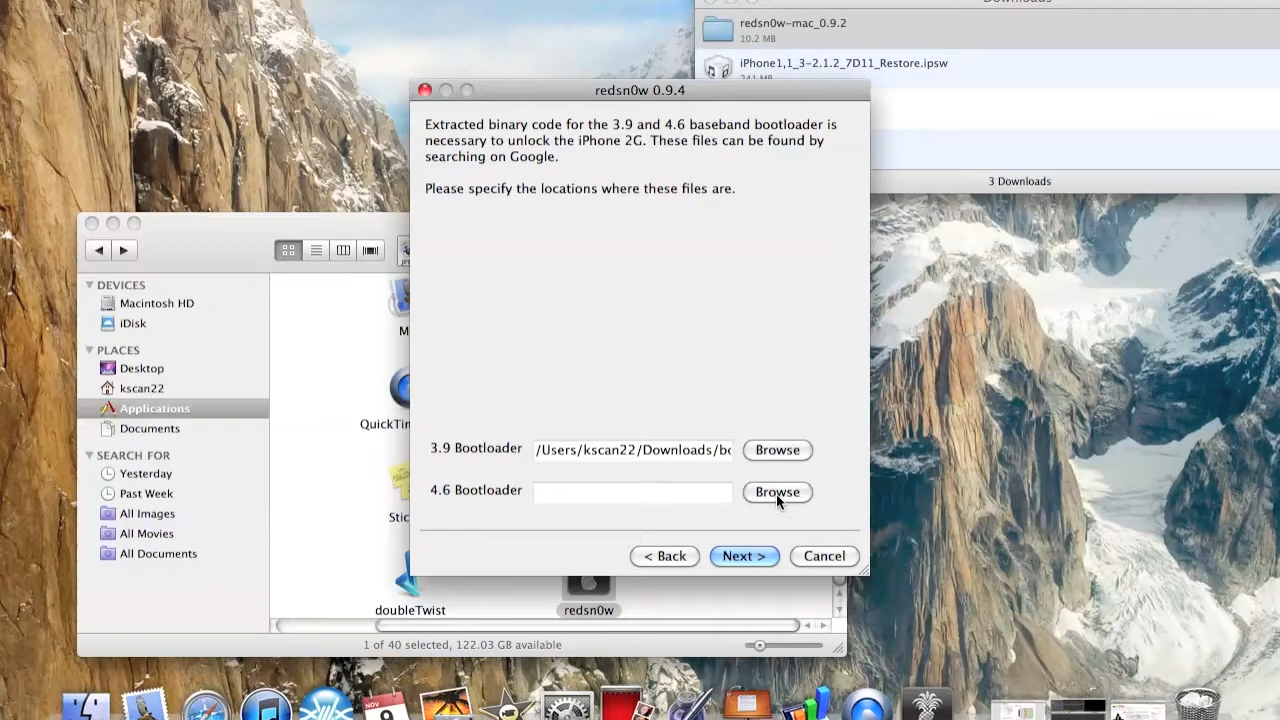 Downloads
redsn0w-mac_0.9.2
10.2 MB
iPhone1,1_3-2.1.2_7D11_Restore.ipsw
241 MB
3 Downloads
redsn0w 0.9.4
Extracted binary code for the 3.9 and 4.6 baseband bootloader is
necessary to unlock the iPhone 2G. These files can be found by
searching on Google.
Please specify the locations where these files are.
3.9 Bootloader /Users/kscan22/Downloads/bo Browse
4.6 Bootloader Browse
< Back Next > Cancel
DEVICES
Macintosh HD
iDisk
PLACES
Desktop
kscan22
Applications
Documents
SEARCH FOR
Yesterday
Past Week
All Images
All Movies
All Documents
M
QuickTim
Stic
doubleTwist
redsn0w
1 of 40 selected, 122.03 GB available
NOV
9